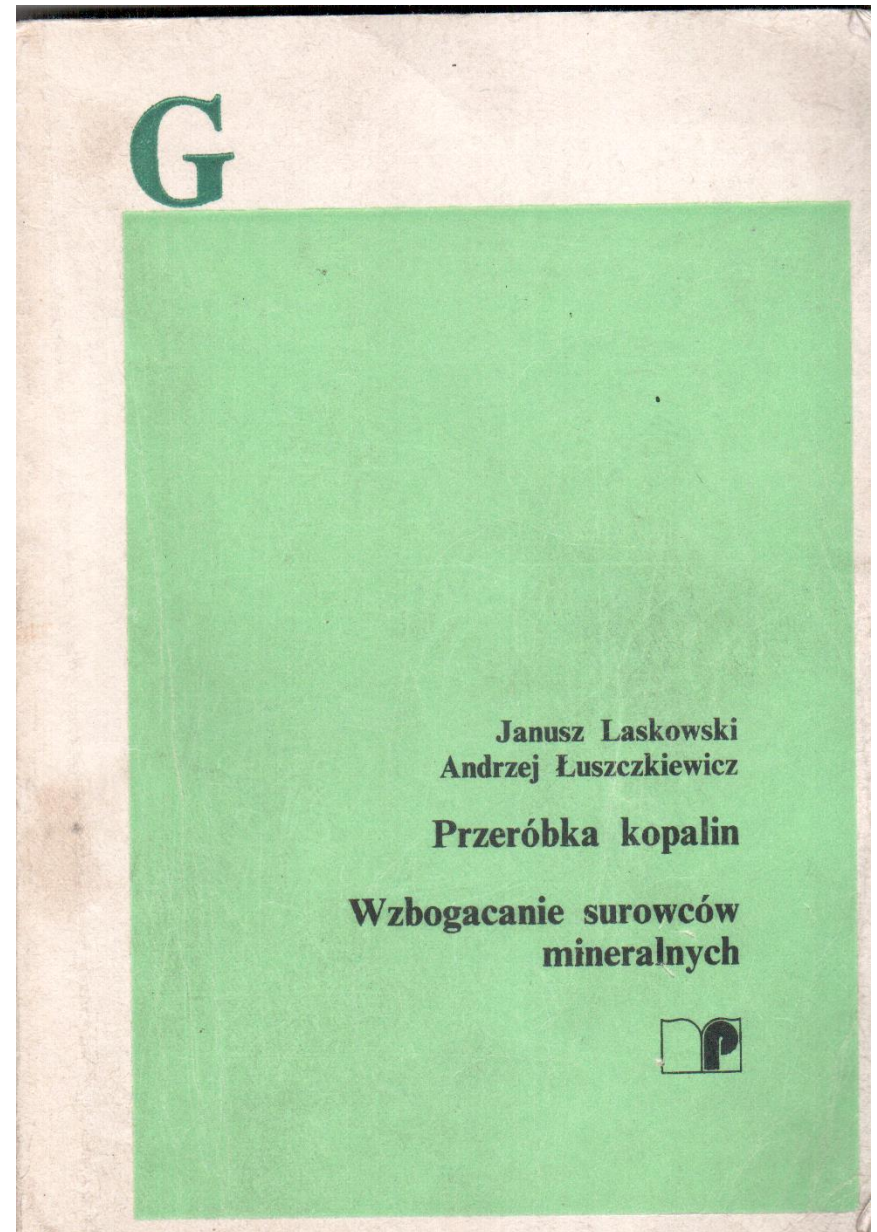 G
Janusz Laskowski
Andrzej Łuszczkiewicz
Przeróbka kopalin
Wzbogacanie surowców
mineralnych
p